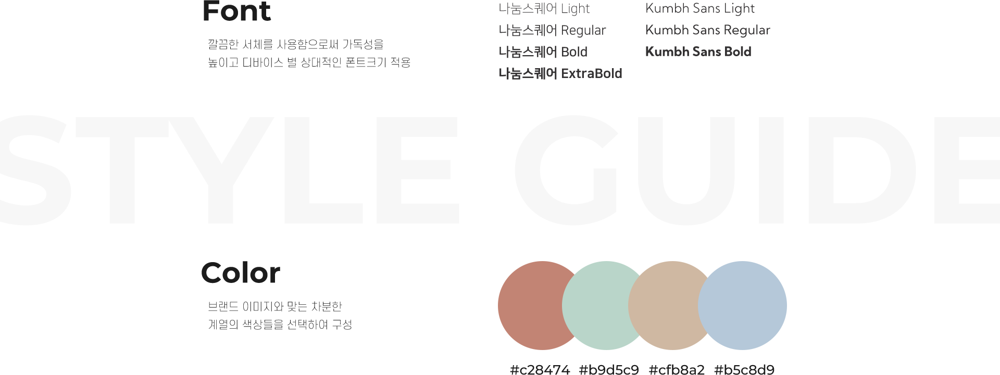 Font
깔끔한 서체를 사용함으로써 가독성을
높이고 디바이스 별 상대적인 폰트크기 적용
나눔스퀘어 Light
나눔스퀘어 Regular
나눔스퀘어 Bold
나눔스퀘어 ExtraBold
Kumbh Sans Light
Kumbh Sans Regular
Kumbh Sans Bold
STYLE GUIDE
Color
브랜드 이미지와 맞는 차분한
계열의 색상들을 선택하여 구성
#c28474 #b9d5c9 #cfb8a2 #b5c8d9